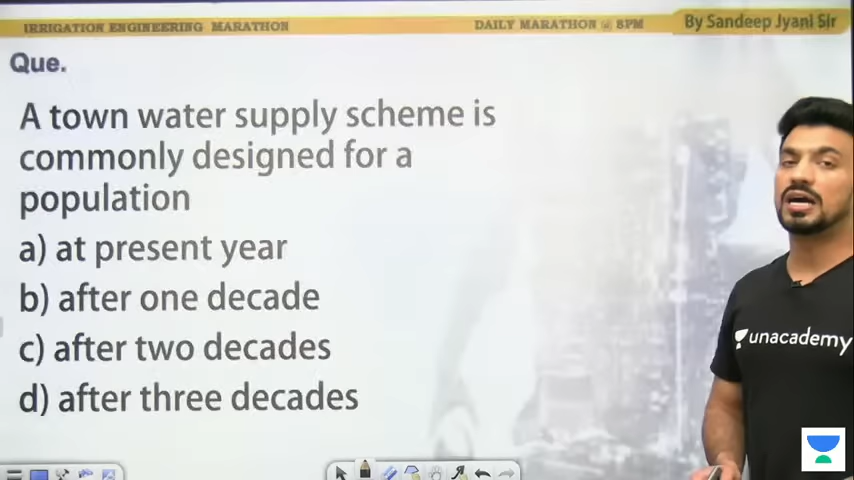 IRRIGATION ENGINEERING MARATHON
DAILY MARATHON @ 8PM
By Sandeep Jyani Sir
Que.
A town water supply scheme is
commonly designed for a
population
a) at present year
b) after one decade
c) after two decades
d) after three decades
unacademy